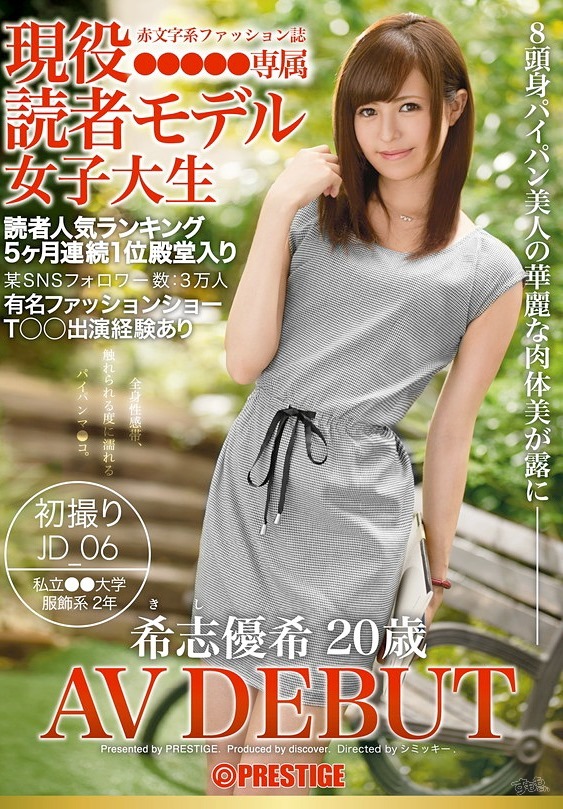 赤文字系ファッション誌
現役●●●●●専属
読者モデル
女子大生
読者人気ランキング
5ヶ月連続1位殿堂入り
某SNSフォロワー数:3万人
有名ファッションショー
T〇〇出演経験あり
8頭身パイパン美人の華麗な肉体美が露に――
全身性感帯、
触れられる度に濡れる
パイパンマ●コ。
初撮り
JD_06
私立●●大学
服飾系 2年
きし
希志優希 20歳
AV DEBUT
Presented by PRESTIGE. Produced by discover. Directed by シミッキー.
PRESTIGE